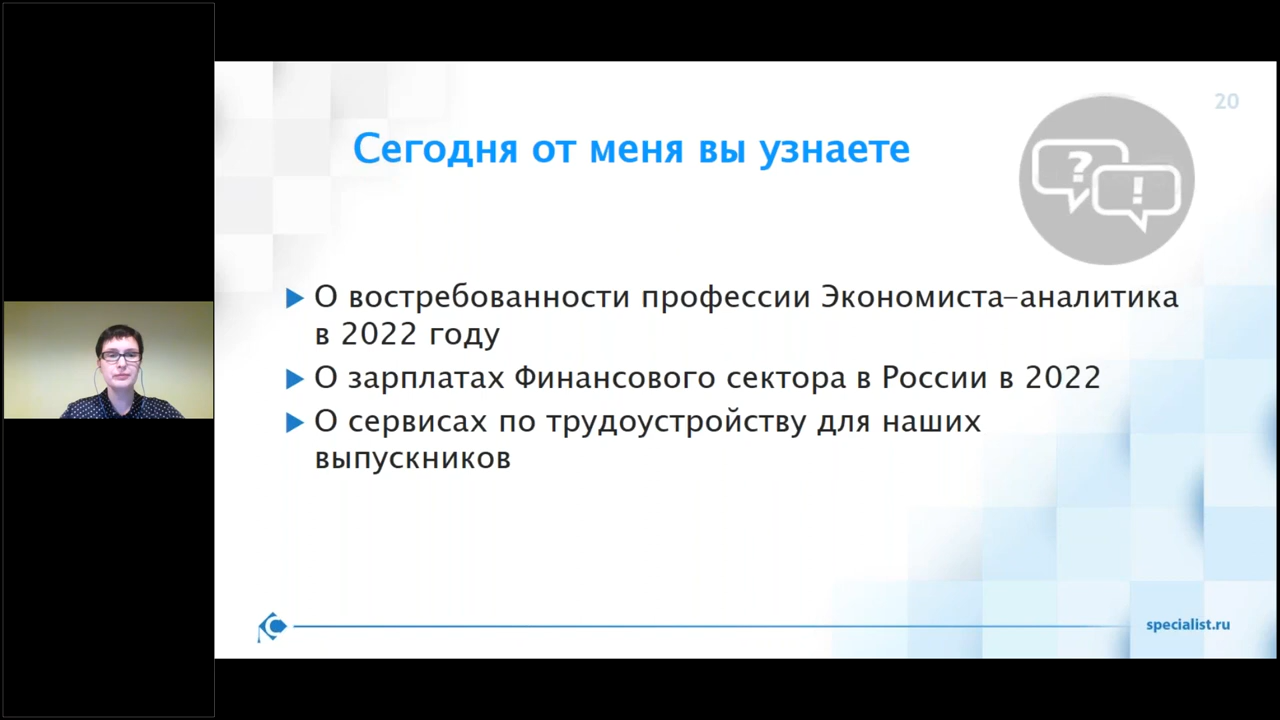 20
Сегодня от меня вы узнаете
? !
О востребованности профессии Экономиста-аналитика
в 2022 году
О зарплатах Финансового сектора в России в 2022
О сервисах по трудоустройству для наших
выпускников
specialist.ru